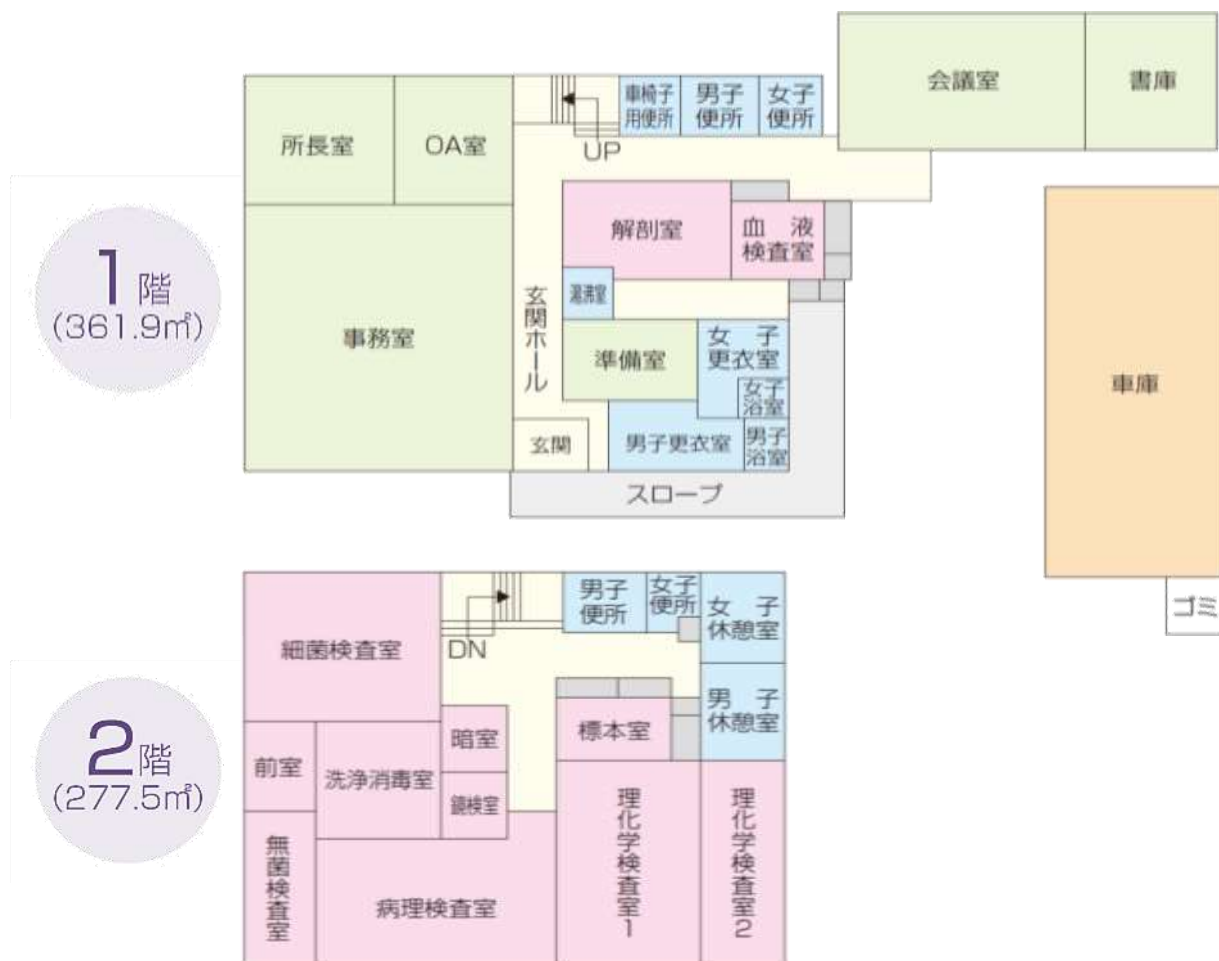 会議室
書庫
所長室
OA室
車椅子
用便所
男子
便所
女子
便所
UP
1階
(361.9㎡)
解剖室
血 液
検査室
湯沸室
玄関ホール
事務室
準備室
女 子
更衣室
女子
浴室
玄関
男子更衣室
男子
浴室
スロープ
車庫
ゴミ
2階
(277.5㎡)
細菌検査室
DN
男子
便所
女子
便所
女 子
休憩室
男 子
休憩室
標本室
暗室
前室
洗浄消毒室
鏡検室
無菌検査室
病理検査室
理化学検査室1
理化学検査室2